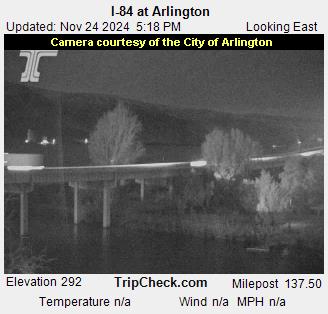 I-84 at Arlington
Updated: Nov 24 2024 5:18 PM Looking East
Camera courtesy of the City of Arlington
Elevation 292 TripCheck.com Milepost 137.50
Temperature n/a Wind n/a MPH n/a